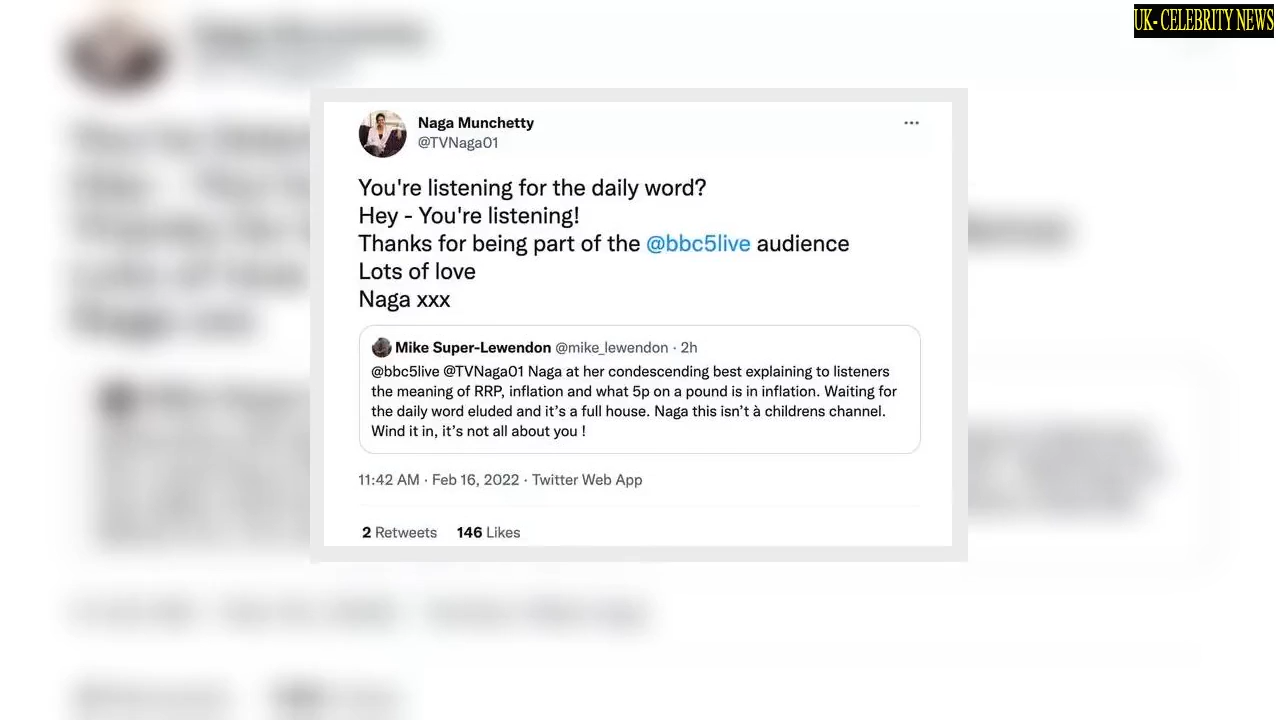 UK- CELEBRITY NEWS
Naga Munchetty
@TVNaga01
You're listening for the daily word?
Hey - You're listening!
Thanks for being part of the @bbc5live audience
Lots of love
Naga xxx
Mike Super-Lewendon @mike_lewendon · 2h
@bbc5live @TVNaga01 Naga at her condescending best explaining to listeners
the meaning of RRP, inflation and what 5p on a pound is in inflation. Waiting for
the daily word eluded and it’s a full house. Naga this isn’t à childrens channel.
Wind it in, it’s not all about you !
11:42 AM · Feb 16, 2022 · Twitter Web App
2 Retweets 146 Likes